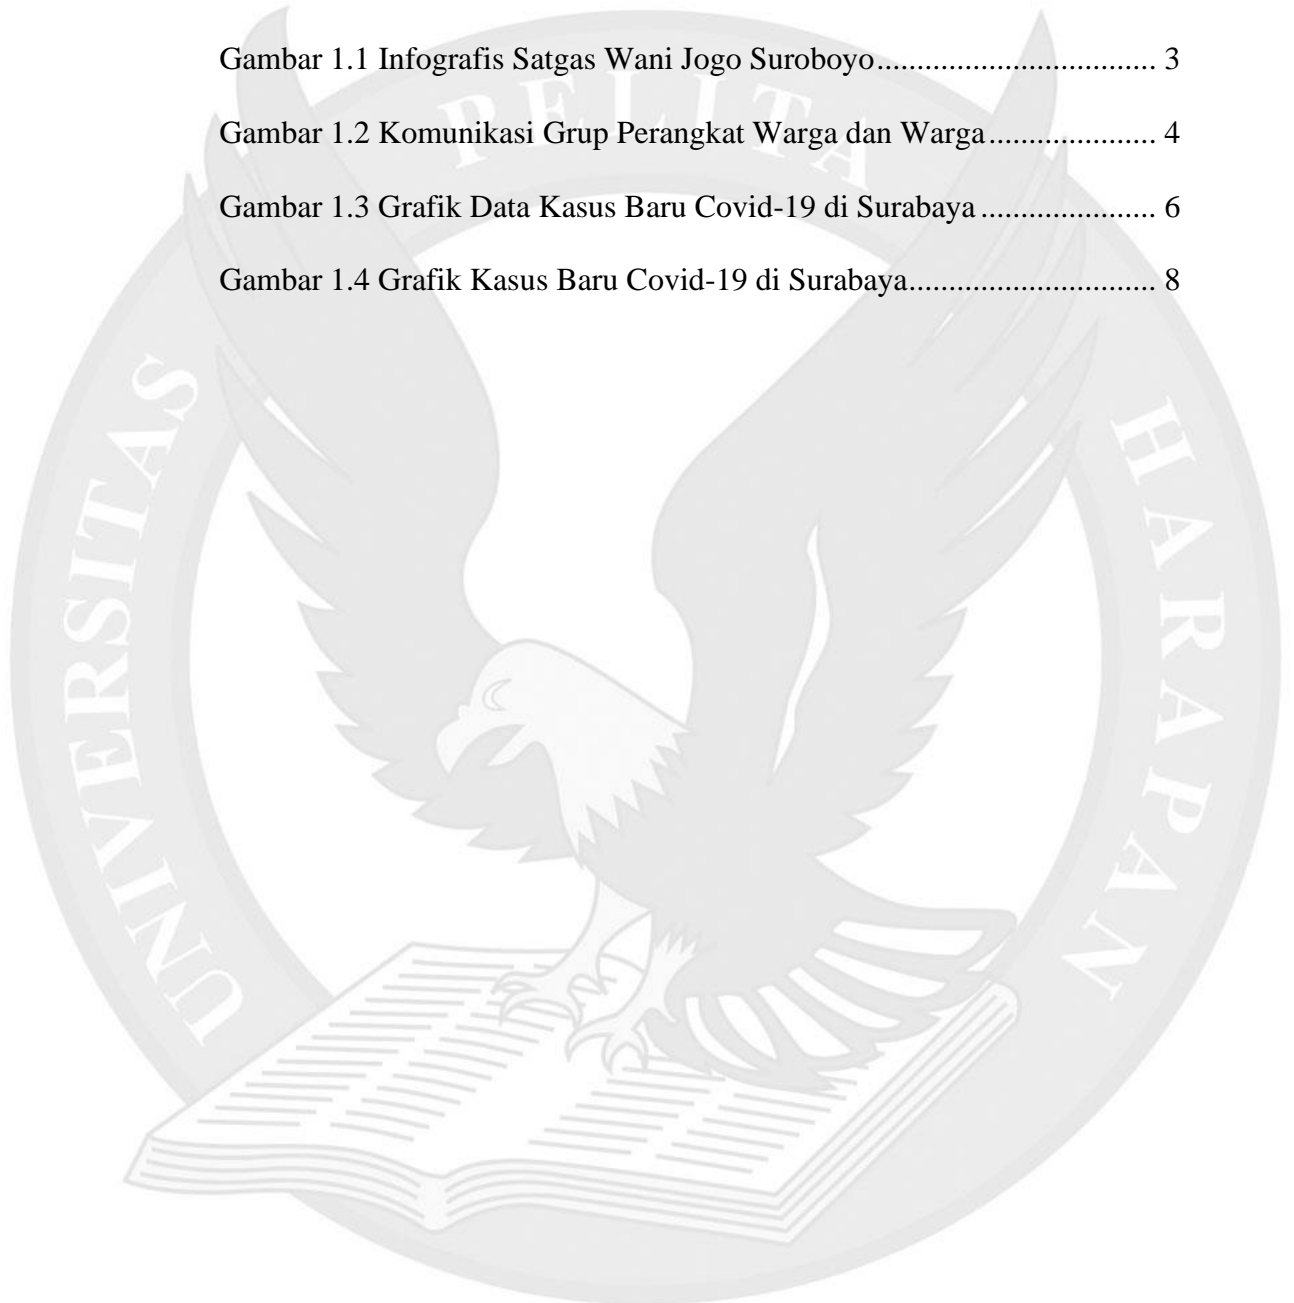 Gambar 1.1 Infografis Satgas Wani Jogo Suroboyo.................................. 3
Gambar 1.2 Komunikasi Grup Perangkat Warga dan Warga.................... 4
Gambar 1.3 Grafik Data Kasus Baru Covid-19 di Surabaya ..................... 6
Gambar 1.4 Grafik Kasus Baru Covid-19 di Surabaya.............................. 8
UNIVERSITAS PELITA HARAPAN